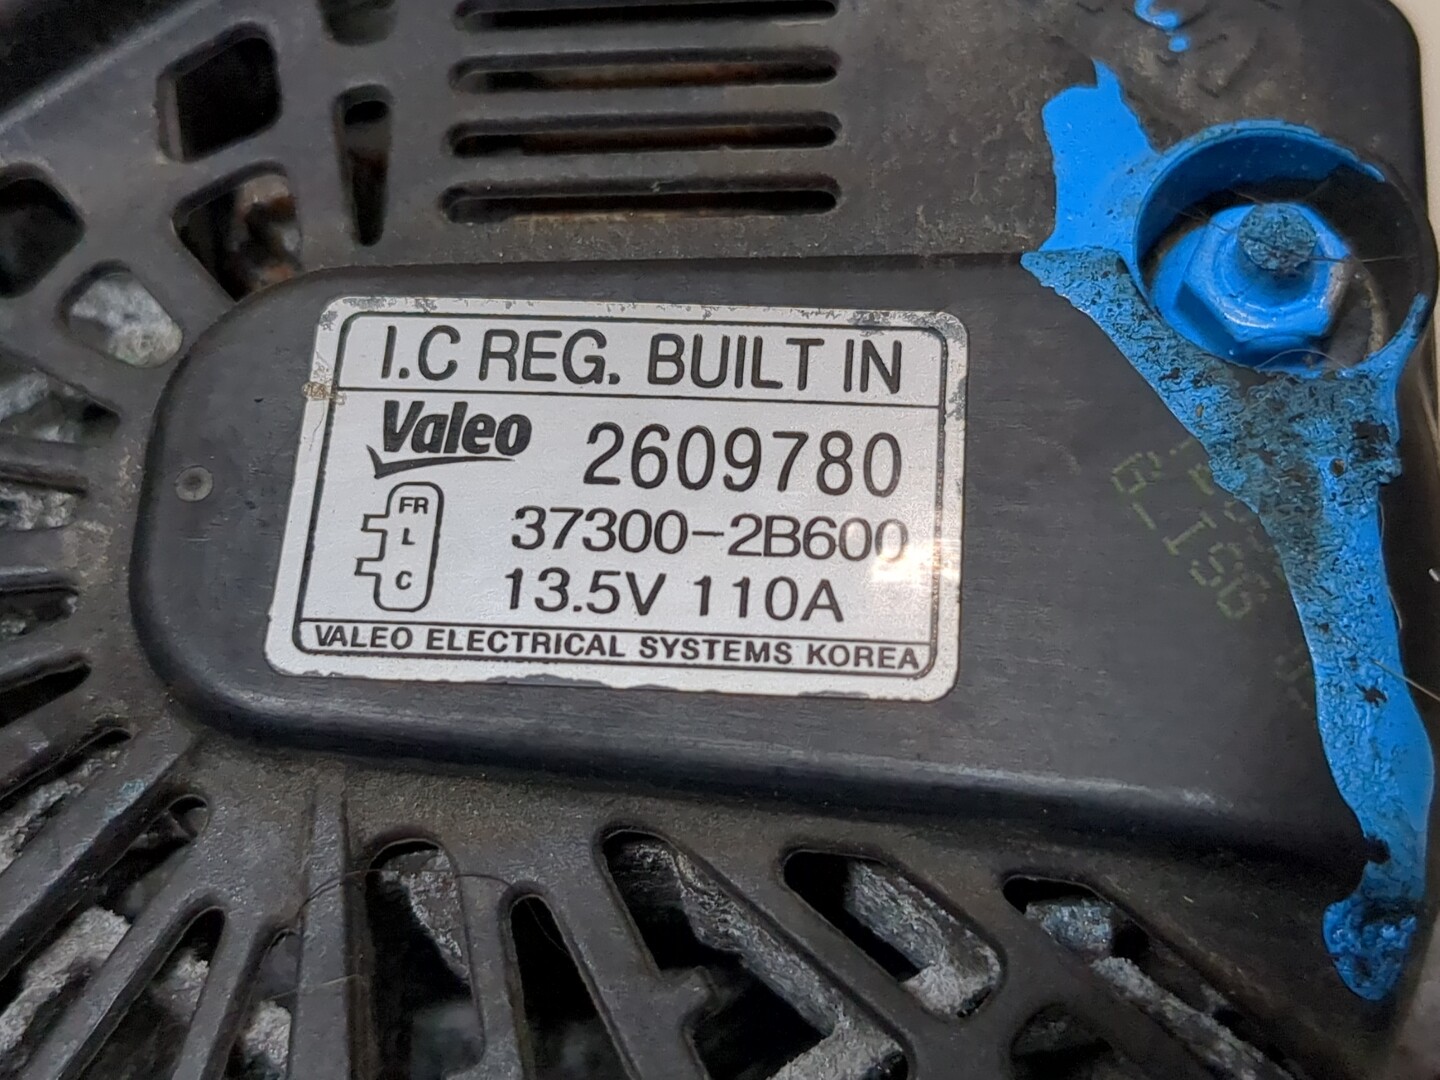 I.C REG. BUILT IN
Valeo 2609780
FR
L
C
37300-2B600
13.5V 110A
VALEO ELECTRICAL SYSTEMS KOREA